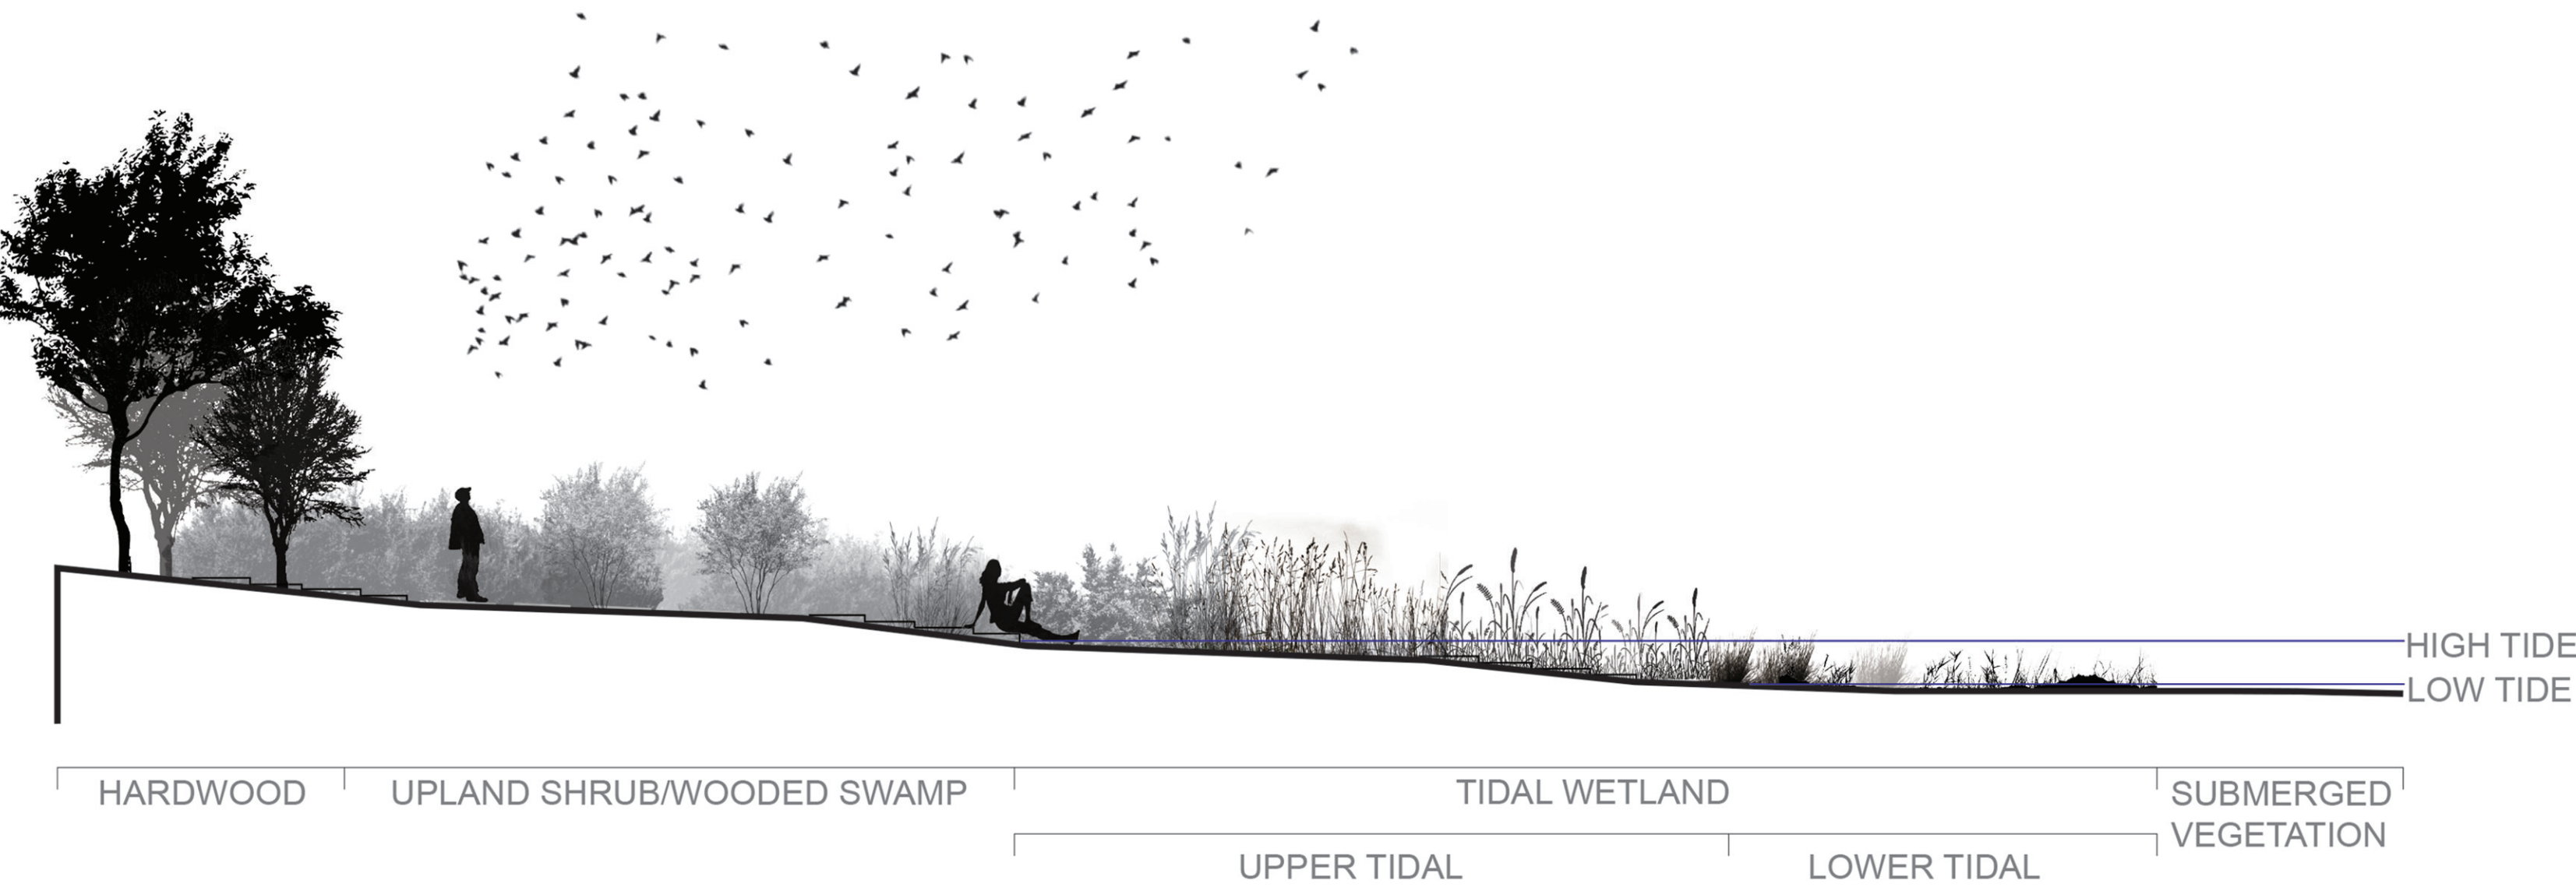 HIGH TIDE
LOW TIDE
HARDWOOD
UPLAND SHRUB/WOODED SWAMP
TIDAL WETLAND
SUBMERGED
VEGETATION
UPPER TIDAL
LOWER TIDAL